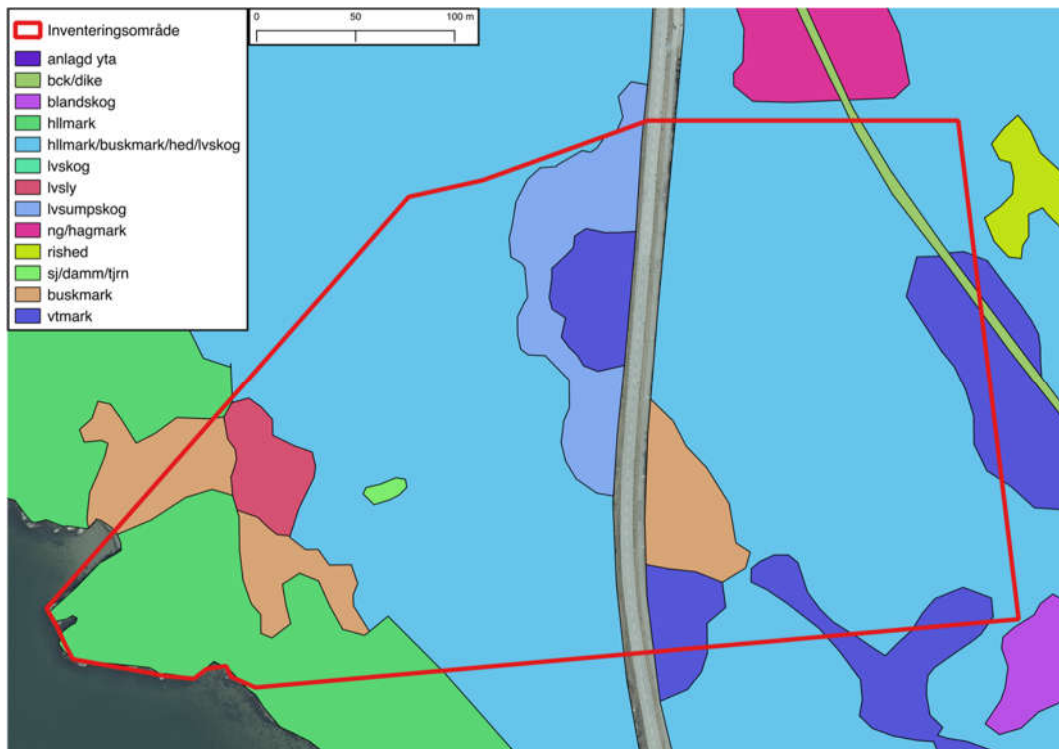 Inventeringsområde
anlagd yta
bck/dike
blandskog
hllmark
hllmark/buskmark/hed/lvskog
lvskog
lvsly
lvsumpskog
ng/hagmark
rished
sj/damm/tjrn
buskmark
vtmark
0 50 100 m